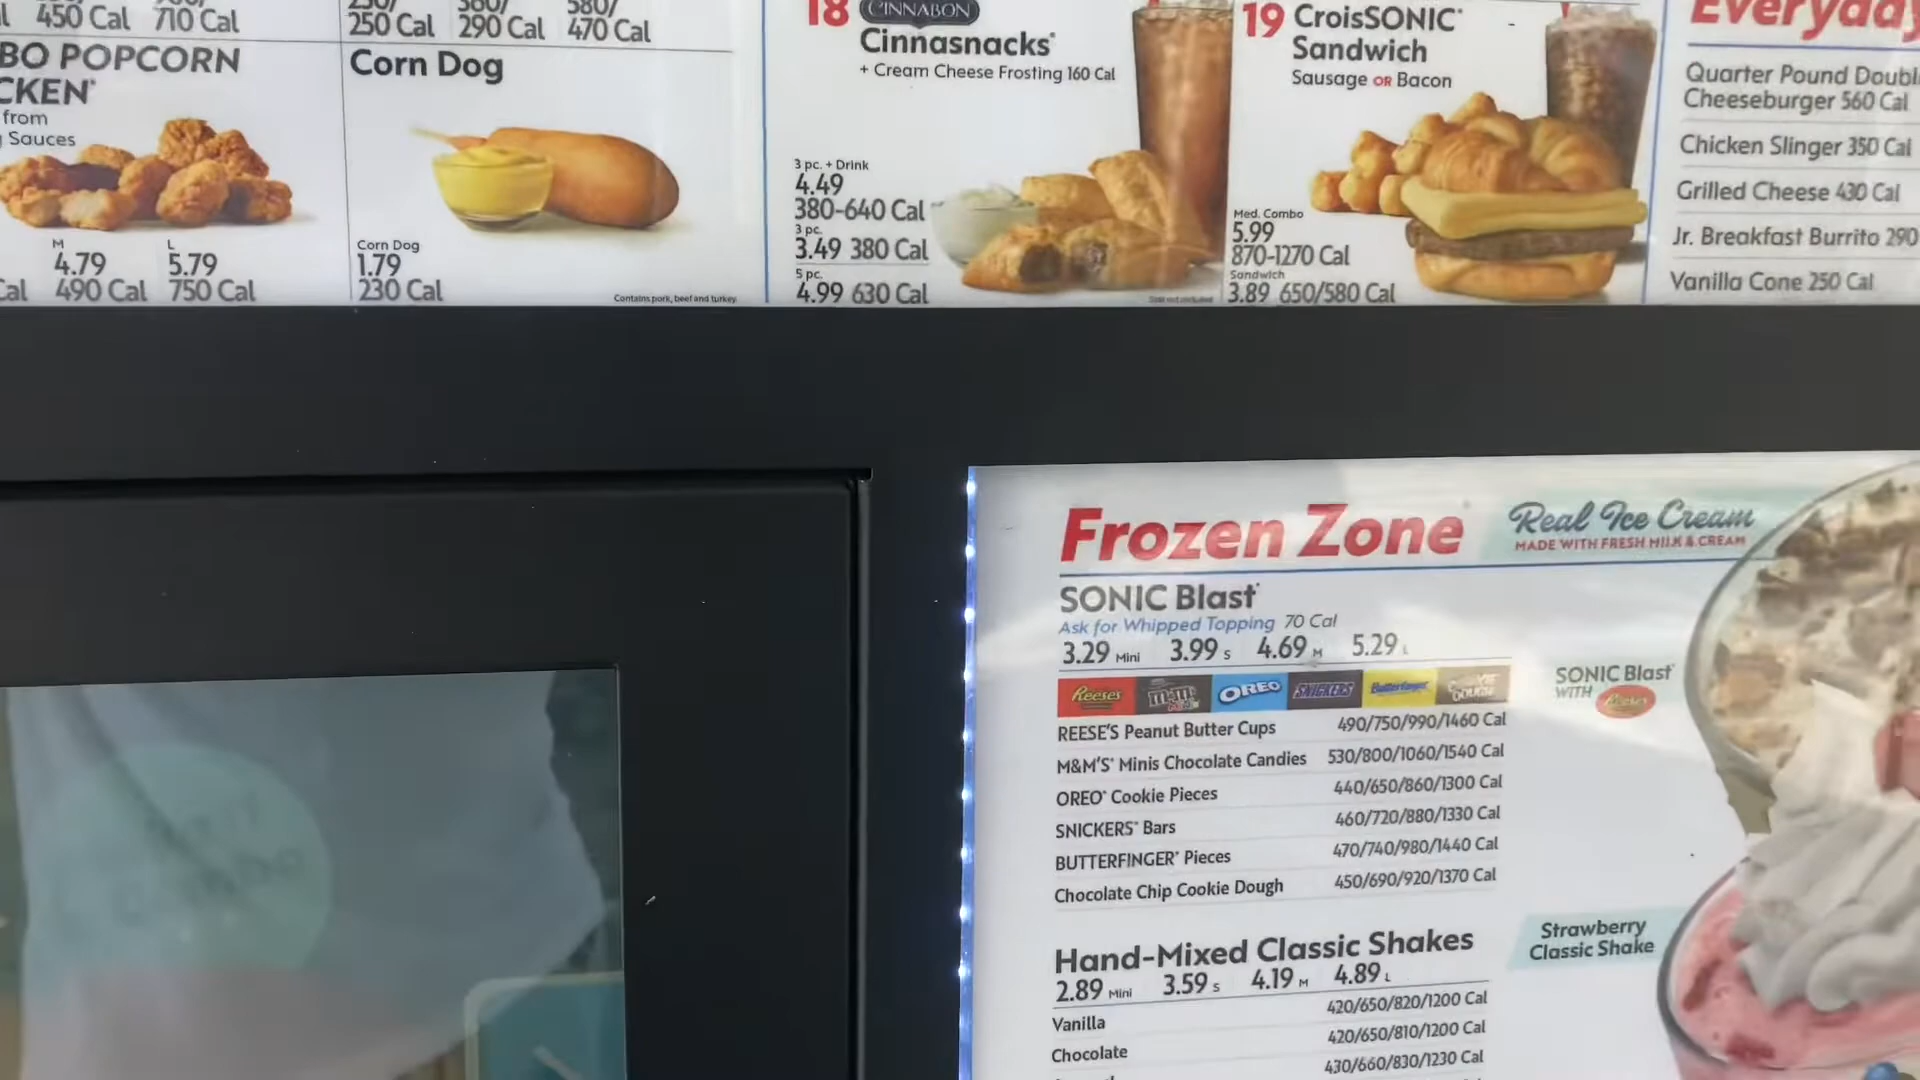 450 Cal 710 Cal
250 Cal 290 Cal 470 Cal
BO POPCORN
CKEN
from
Sauces
M
4.79
490 Cal
L
5.79
750 Cal
Cal
Corn Dog
Corn Dog
1.79
230 Cal
Contains pork, beef and turkey.
18 CINNABON
Cinnasnacks
+ Cream Cheese Frosting 160 Cal
3 pc. + Drink
4.49
380-640 Cal
3 pc.
3.49 380 Cal
5 pc.
4.99 630 Cal
19 CroisSONIC
Sandwich
Sausage OR Bacon
Med. Combo
5.99
870-1270 Cal
Sandwich
3.89 650/580 Cal
Everyday
Quarter Pound Doubl
Cheeseburger 560 Cal
Chicken Slinger 350 Cal
Grilled Cheese 430 Cal
Jr. Breakfast Burrito 290
Vanilla Cone 250 Cal
Frozen Zone
Real Ice Cream
MADE WITH FRESH MILK & CREAM
SONIC Blast
Ask for Whipped Topping 70 Cal
3.29 Mini 3.99 S 4.69 M 5.29 L
Reese's M&M's OREO SNICKERS Butterfinger COOKIE DOUGH
REESE'S Peanut Butter Cups 490/750/990/1460 Cal
M&M'S Minis Chocolate Candies 530/800/1060/1540 Cal
OREO Cookie Pieces 440/650/860/1300 Cal
SNICKERS Bars 460/720/880/1330 Cal
BUTTERFINGER Pieces 470/740/980/1440 Cal
Chocolate Chip Cookie Dough 450/690/920/1370 Cal
SONIC Blast
WITH Reese's
Hand-Mixed Classic Shakes
2.89 Mini 3.59 S 4.19 M 4.89 L
Vanilla 420/650/820/1200 Cal
Chocolate 420/650/810/1200 Cal
430/660/830/1230 Cal
Strawberry
Classic Shake